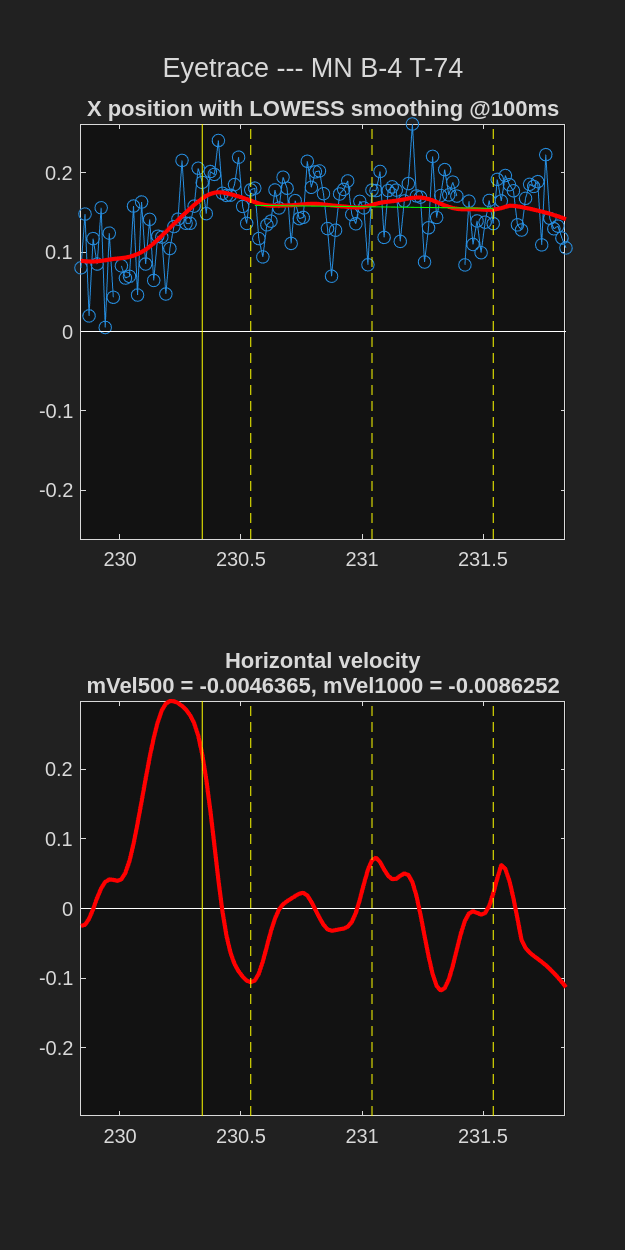 Eyetrace --- MN B-4 T-74
X position with LOWESS smoothing @100ms
0.2
0.1
0
-0.1
-0.2
230 230.5 231 231.5
Horizontal velocity
mVel500 = -0.0046365, mVel1000 = -0.0086252
0.2
0.1
0
-0.1
-0.2
230 230.5 231 231.5